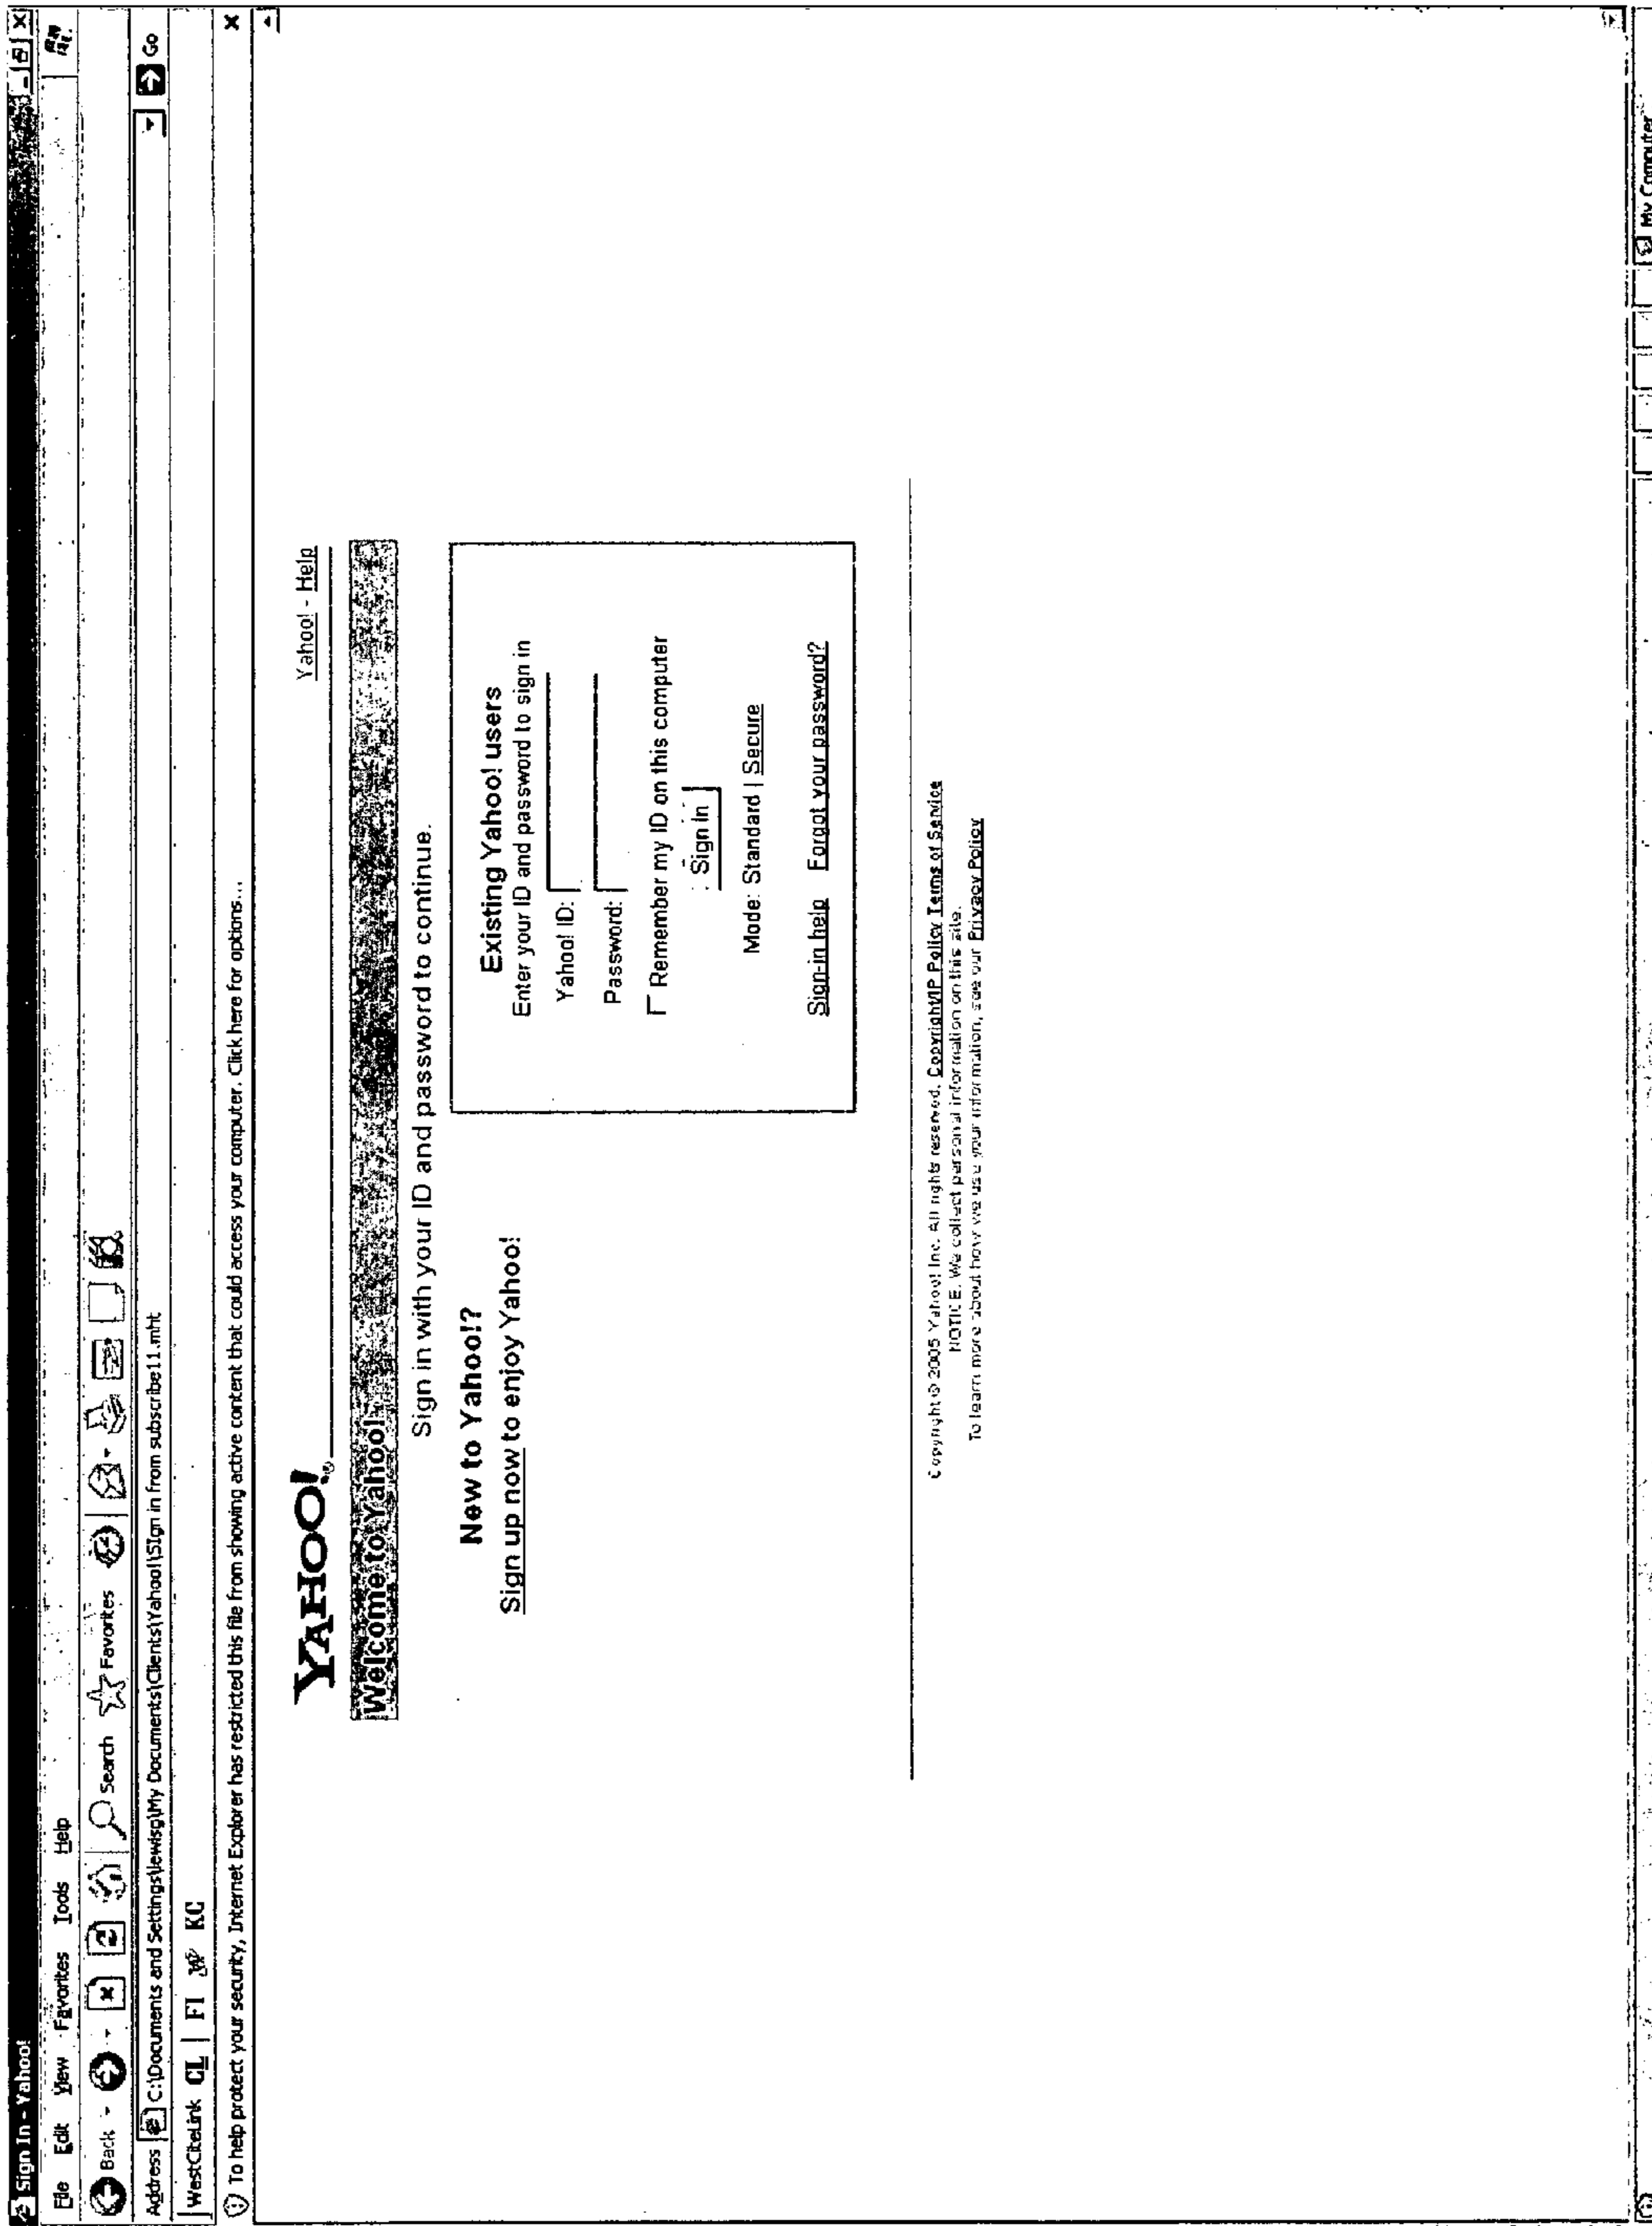 Sign In - Yahoo!
File Edit View Favorites Tools Help
Back Search Favorites
Address C:\Documents and Settings\lewisg\My Documents\Clients\Yahoo!\SIgn in from subscribe11.mht Go
WestCiteLink CL FI KC
To help protect your security, Internet Explorer has restricted this file from showing active content that could access your computer. Click here for options...
YAHOO!® Yahoo! - Help
Welcome to Yahoo!
Sign in with your ID and password to continue.
New to Yahoo!?
Sign up now to enjoy Yahoo!
Existing Yahoo! users
Enter your ID and password to sign in
Yahoo! ID:
Password:
Remember my ID on this computer
Sign In
Mode: Standard | Secure
Sign-in help Forgot your password?
Copyright © 2005 Yahoo! Inc. All rights reserved. Copyright/IP Policy Terms of Service
NOTICE: We collect personal information on this site.
To learn more about how we use your information, see our Privacy Policy
My Computer